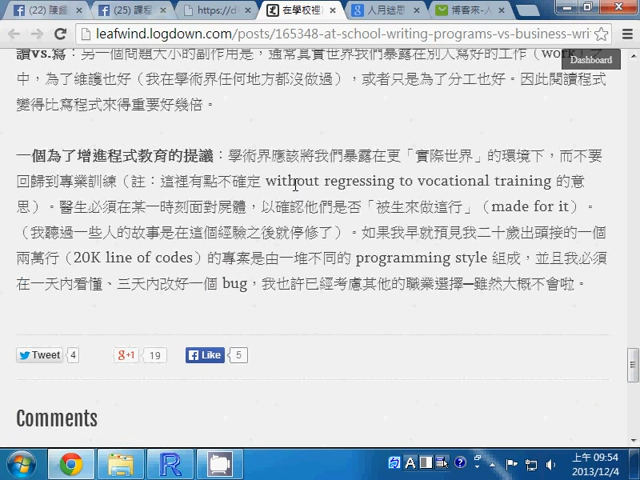 (22) 陳鍾
(25) 課程
https://d
在學校裡
人月迷思
博客來-人
leafwind.logdown.com/posts/165348-at-school-writing-programs-vs-business-wri
Dashboard
讀vs.寫：另一個問題大小的副作用是，通常真實世界我們暴露在別人寫好的工作（work）之
中，為了維護也好（我在學術界任何地方都沒做過），或者只是為了分工也好。因此閱讀程式
變得比寫程式來得重要好幾倍。
一個為了增進程式教育的提議：學術界應該將我們暴露在更「實際世界」的環境下，而不要
回歸到專業訓練（註：這裡有點不確定 without regressing to vocational training 的意
思）。醫生必須在某一時刻面對屍體，以確認他們是否「被生來做這行」（made for it）。
（我聽過一些人的故事是在這個經驗之後就停修了）。如果我早就預見我二十歲出頭接的一個
兩萬行（20K line of codes）的專案是由一堆不同的 programming style 組成，並且我必須
在一天內看懂、三天內改好一個 bug，我也許已經考慮其他的職業選擇—雖然大概不會啦。
Tweet 4 g+1 19 Like 5
Comments
上午 09:54
2013/12/4